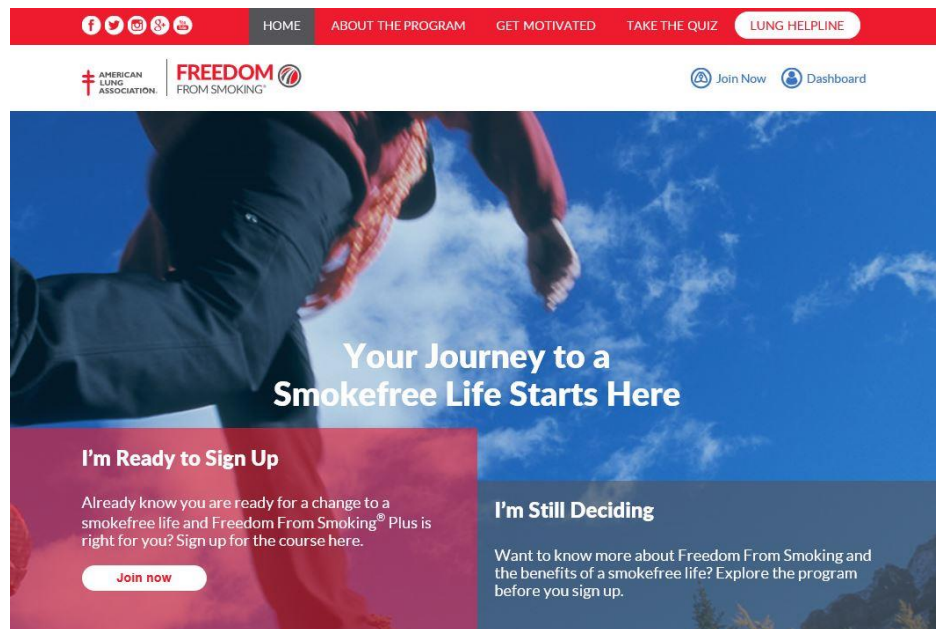 HOME ABOUT THE PROGRAM GET MOTIVATED TAKE THE QUIZ LUNG HELPLINE
AMERICAN
LUNG
ASSOCIATION.
FREEDOM
FROM SMOKING®
Join Now Dashboard
Your Journey to a
Smokefree Life Starts Here
I'm Ready to Sign Up
Already know you are ready for a change to a
smokefree life and Freedom From Smoking® Plus is
right for you? Sign up for the course here.
Join now
I'm Still Deciding
Want to know more about Freedom From Smoking and
the benefits of a smokefree life? Explore the program
before you sign up.